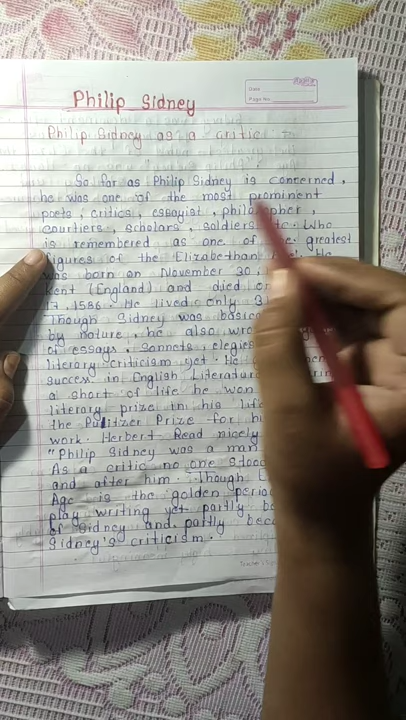 Date
Page No.
Philip Sidney
Philip Sidney as a critic :-
So far as Philip Sidney is concerned,
he was one of the most prominent
poets, critics, essayist, philosopher,
courtiers, scholars, soldiers etc. Who
is remembered as one of the greatest
figures of the Elizabethan He
was born on November 30,
Kent (England) and died on
17, 1586. He lived only 31
Though Sidney was
by nature, he also
of essays, Sonnets, elegies
literary criticism yet. He
success in English Literature.
a short of life he won
literary prize in his
the Pulitzer Prize for
work. Herbert Read nicely
"Philip Sidney was a man
As a critic no one stood
and after him. Though
Age is the golden period
play writing yet partly
of Sidney and partly
Sidney's criticism.